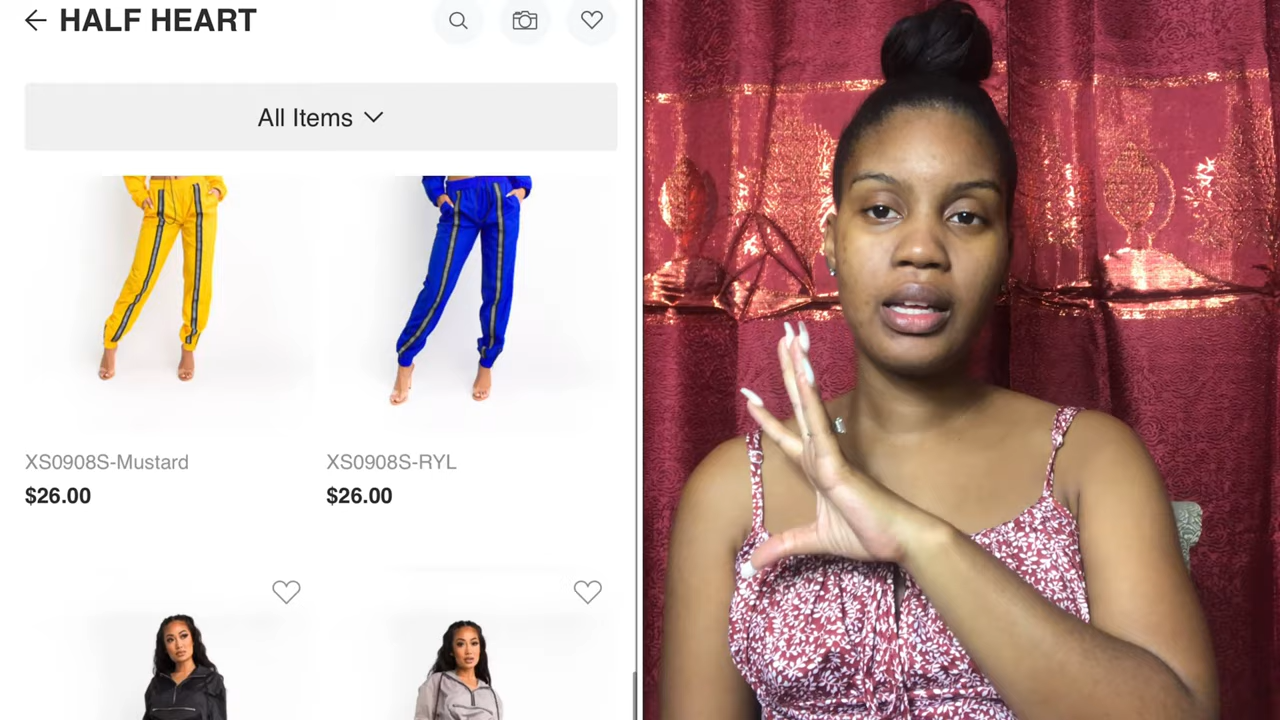 HALF HEART
All Items
XS0908S-Mustard
XS0908S-RYL
$26.00
$26.00